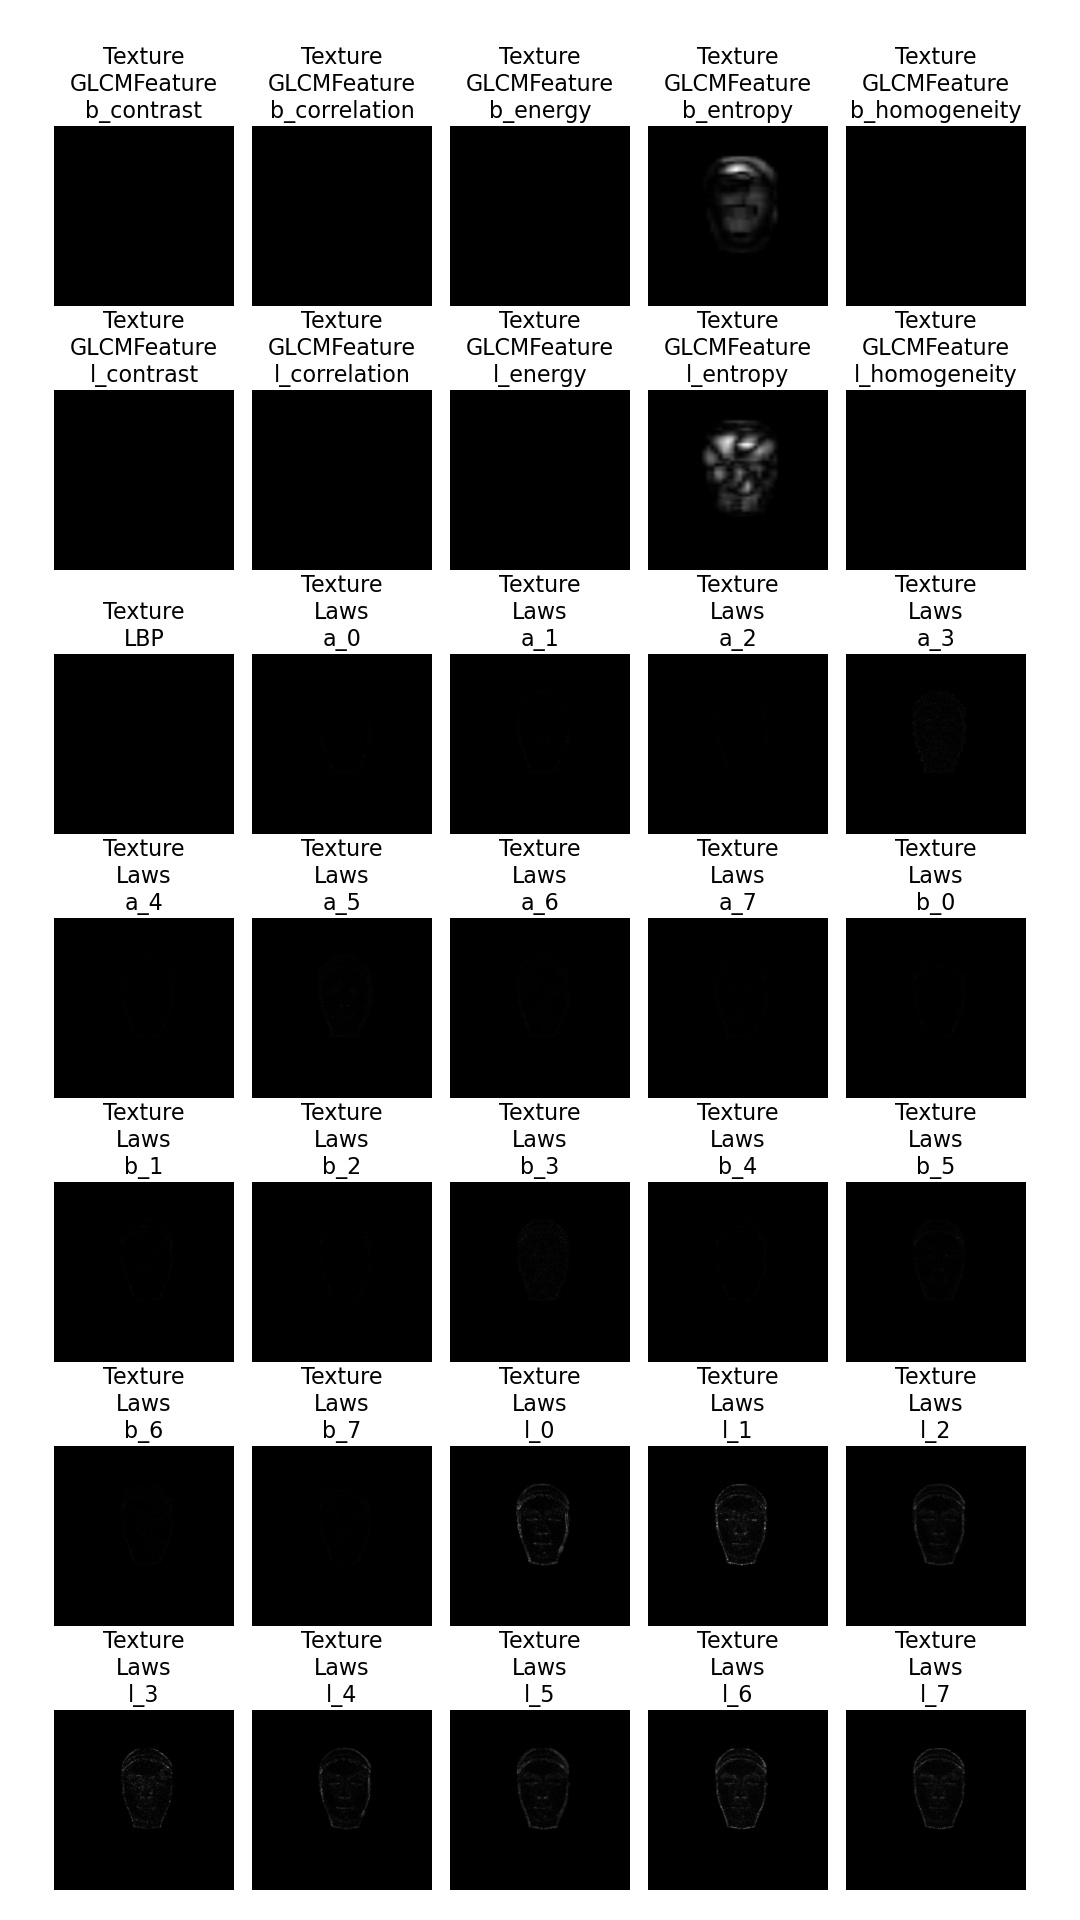 Texture
GLCMFeature
b_contrast
Texture
GLCMFeature
b_correlation
Texture
GLCMFeature
b_energy
Texture
GLCMFeature
b_entropy
Texture
GLCMFeature
b_homogeneity
Texture
GLCMFeature
l_contrast
Texture
GLCMFeature
l_correlation
Texture
GLCMFeature
l_energy
Texture
GLCMFeature
l_entropy
Texture
GLCMFeature
l_homogeneity
Texture
LBP
Texture
Laws
a_0
Texture
Laws
a_1
Texture
Laws
a_2
Texture
Laws
a_3
Texture
Laws
a_4
Texture
Laws
a_5
Texture
Laws
a_6
Texture
Laws
a_7
Texture
Laws
b_0
Texture
Laws
b_1
Texture
Laws
b_2
Texture
Laws
b_3
Texture
Laws
b_4
Texture
Laws
b_5
Texture
Laws
b_6
Texture
Laws
b_7
Texture
Laws
l_0
Texture
Laws
l_1
Texture
Laws
l_2
Texture
Laws
l_3
Texture
Laws
l_4
Texture
Laws
l_5
Texture
Laws
l_6
Texture
Laws
l_7